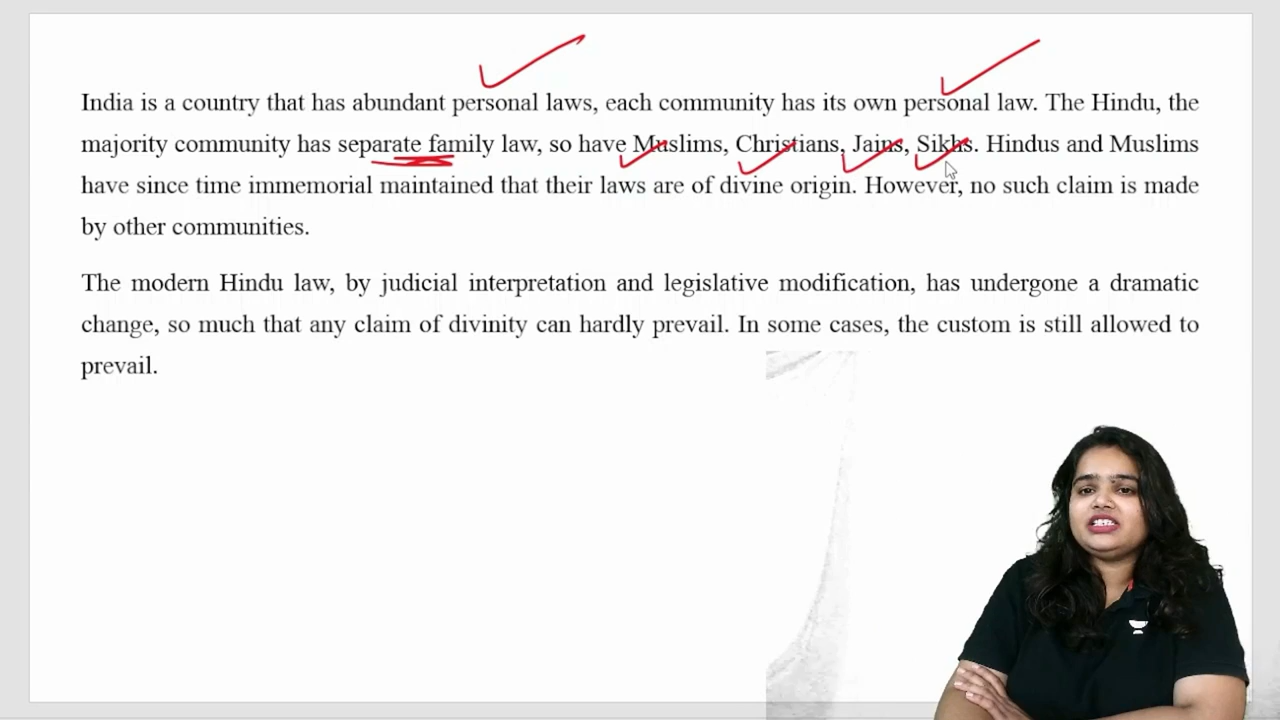 India is a country that has abundant personal laws, each community has its own personal law. The Hindu, the
majority community has separate family law, so have Muslims, Christians, Jains, Sikhs. Hindus and Muslims
have since time immemorial maintained that their laws are of divine origin. However, no such claim is made
by other communities.
The modern Hindu law, by judicial interpretation and legislative modification, has undergone a dramatic
change, so much that any claim of divinity can hardly prevail. In some cases, the custom is still allowed to
prevail.